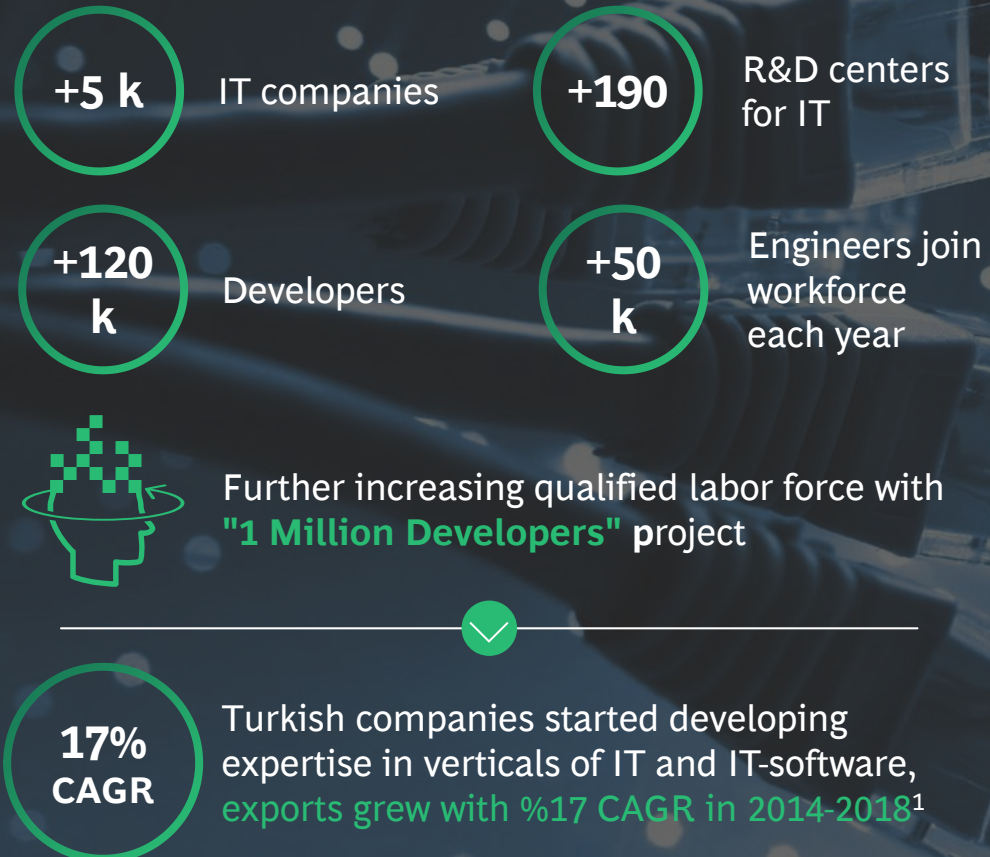 +5 k
IT companies
+190
R&D centers
for IT
+120
k
Developers
+50
k
Engineers join
workforce
each year
Further increasing qualified labor force with
"1 Million Developers" project
17%
CAGR
Turkish companies started developing
expertise in verticals of IT and IT-software,
exports grew with %17 CAGR in 2014-2018¹